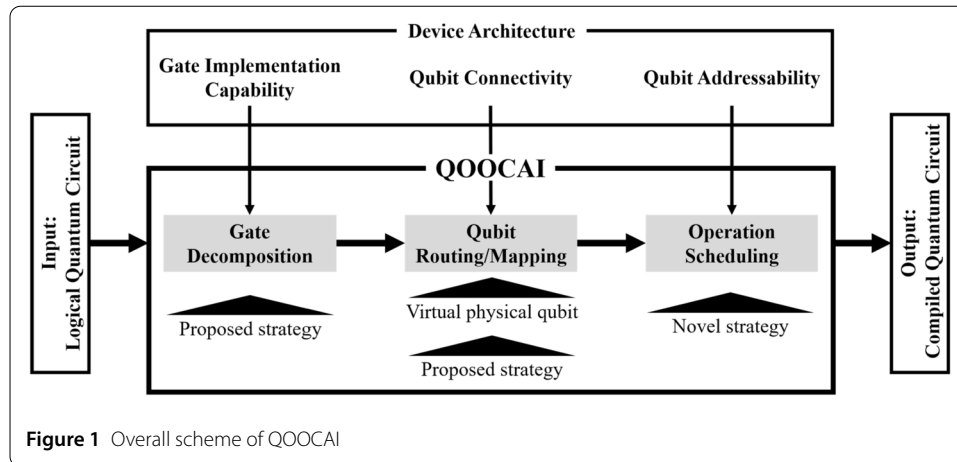 Device Architecture
Gate Implementation
Capability
Qubit Connectivity
Qubit Addressability
Input:
Logical Quantum Circuit
QOOCAI
Gate
Decomposition
Qubit
Routing/Mapping
Operation
Scheduling
Proposed strategy
Virtual physical qubit
Proposed strategy
Novel strategy
Output:
Compiled Quantum Circuit
Figure 1 Overall scheme of QOOCAI